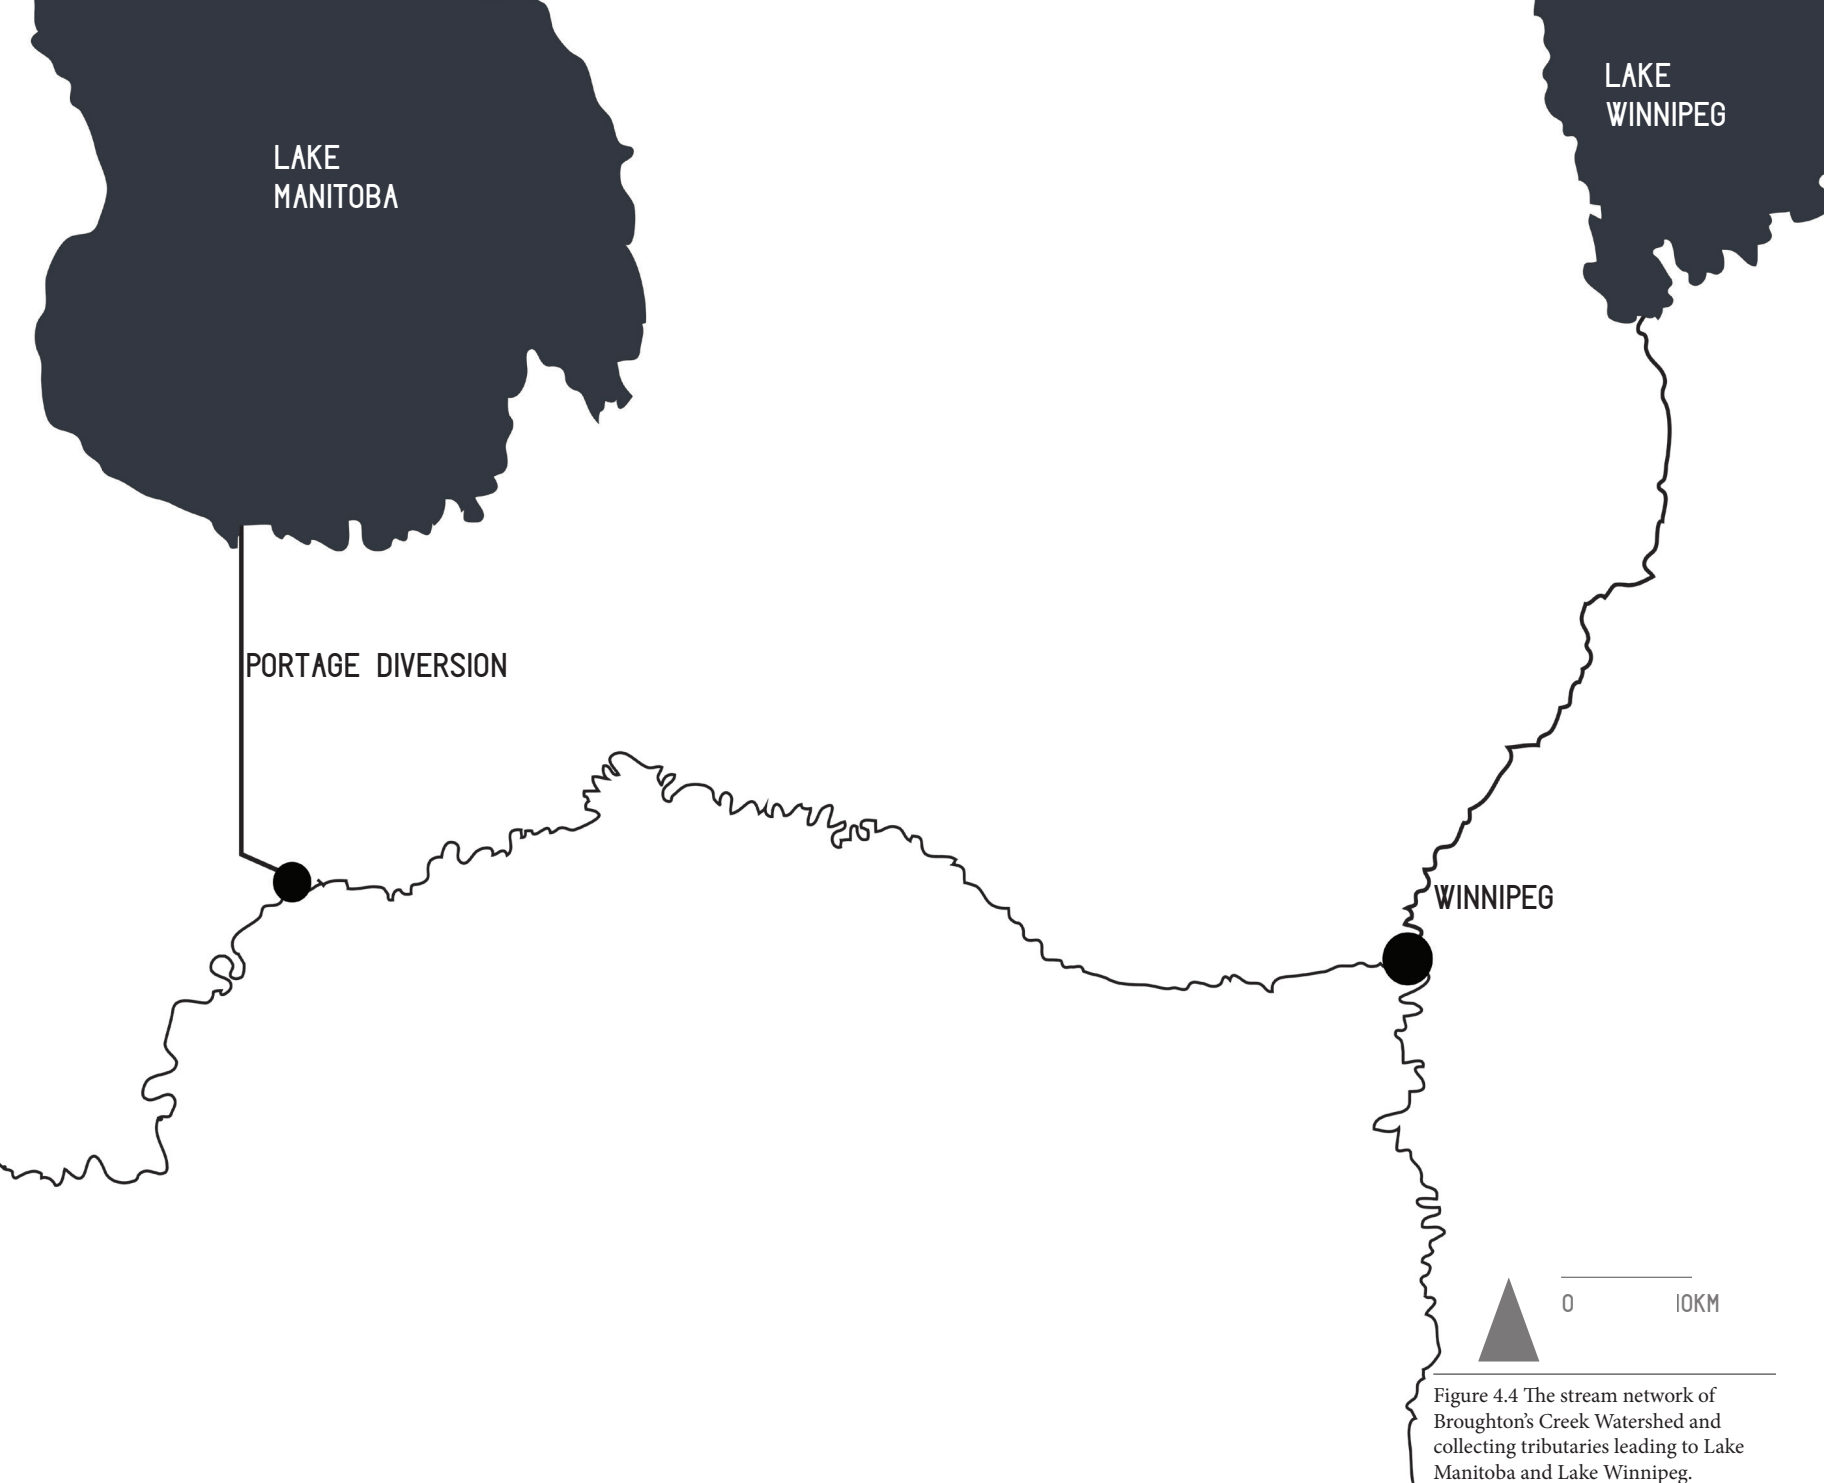 LAKE
MANITOBA
LAKE
WINNIPEG
PORTAGE DIVERSION
WINNIPEG
0 10KM
Figure 4.4 The stream network of
Broughton’s Creek Watershed and
collecting tributaries leading to Lake
Manitoba and Lake Winnipeg.